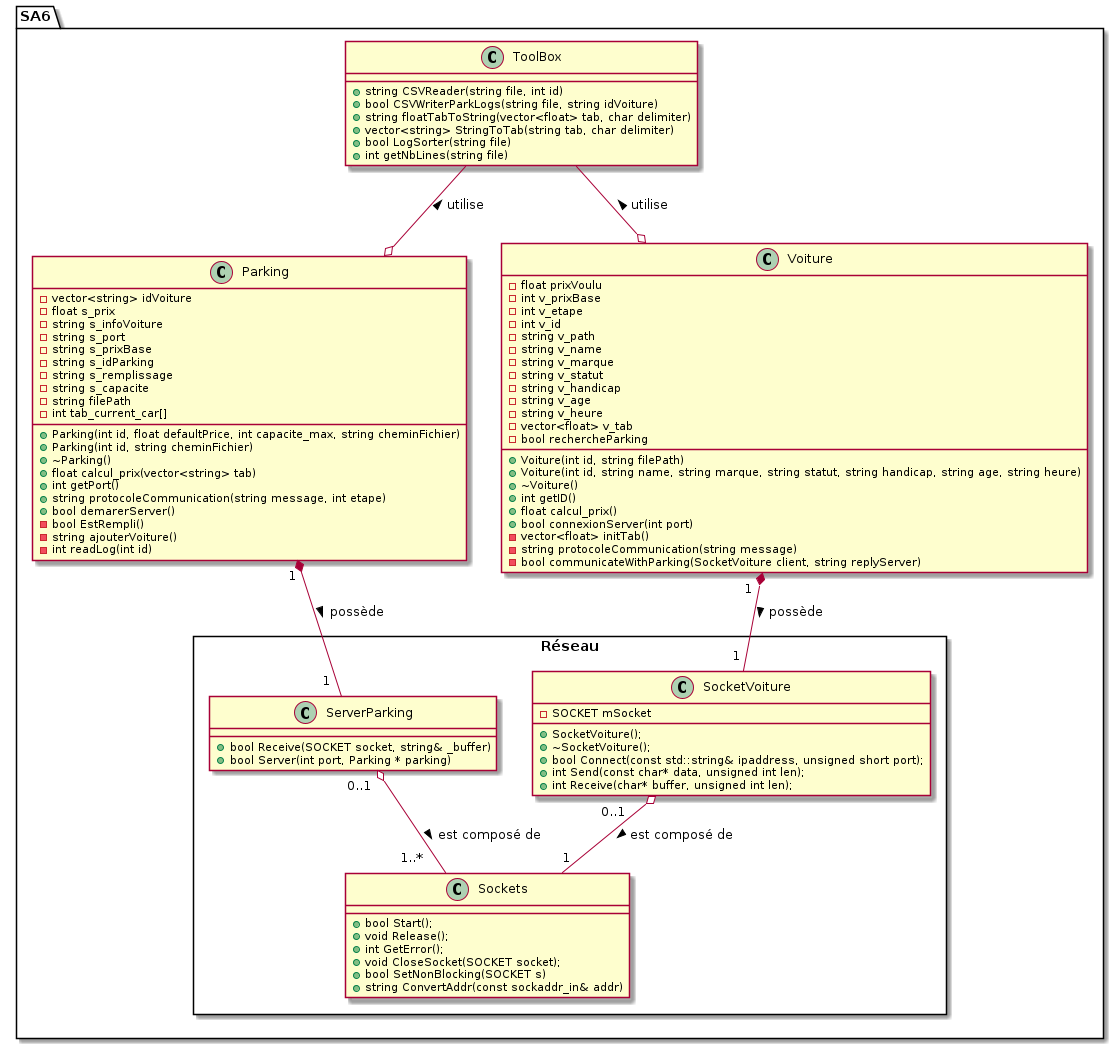 SA6
C ToolBox
string CSVReader(string file, int id)
bool CSVWriterParkLogs(string file, string idVoiture)
string floatTabToString(vector<float> tab, char delimiter)
vector<string> StringToTab(string tab, char delimiter)
bool LogSorter(string file)
int getNbLines(string file)
utilise
utilise
C Parking
vector<string> idVoiture
float s_prix
string s_infoVoiture
string s_port
string s_prixBase
string s_idParking
string s_remplissage
string s_capacite
string filePath
int tab_current_car[]
Parking(int id, float defaultPrice, int capacite_max, string cheminFichier)
Parking(int id, string cheminFichier)
~Parking()
float calcul_prix(vector<string> tab)
int getPort()
string protocoleCommunication(string message, int etape)
bool demarerServer()
bool EstRempli()
string ajouterVoiture()
int readLog(int id)
C Voiture
float prixVoulu
int v_prixBase
int v_etape
int v_id
string v_path
string v_name
string v_marque
string v_statut
string v_handicap
string v_age
string v_heure
vector<float> v_tab
bool rechercheParking
Voiture(int id, string filePath)
Voiture(int id, string name, string marque, string statut, string handicap, string age, string heure)
~Voiture()
int getID()
float calcul_prix()
bool connexionServer(int port)
vector<float> initTab()
string protocoleCommunication(string message)
bool communicateWithParking(SocketVoiture client, string replyServer)
1
possède
1
1
possède
1
Réseau
C ServerParking
bool Receive(SOCKET socket, string& _buffer)
bool Server(int port, Parking * parking)
C SocketVoiture
SOCKET mSocket
SocketVoiture();
~SocketVoiture();
bool Connect(const std::string& ipaddress, unsigned short port);
int Send(const char* data, unsigned int len);
int Receive(char* buffer, unsigned int len);
0..1
est composé de
1..*
0..1
est composé de
1
C Sockets
bool Start();
void Release();
int GetError();
void CloseSocket(SOCKET socket);
bool SetNonBlocking(SOCKET s)
string ConvertAddr(const sockaddr_in& addr)